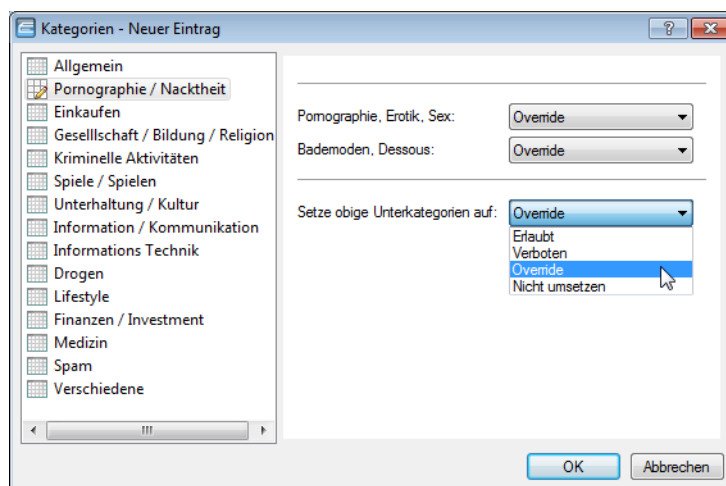 Kategorien - Neuer Eintrag
Allgemein
Pornographie / Nacktheit
Einkaufen
Geselllschaft / Bildung / Religion
Kriminelle Aktivitäten
Spiele / Spielen
Unterhaltung / Kultur
Information / Kommunikation
Informations Technik
Drogen
Lifestyle
Finanzen / Investment
Medizin
Spam
Verschiedene
Pornographie, Erotik, Sex: Override
Bademoden, Dessous: Override
Setze obige Unterkategorien auf: Override
Erlaubt
Verboten
Override
Nicht umsetzen
OK Abbrechen